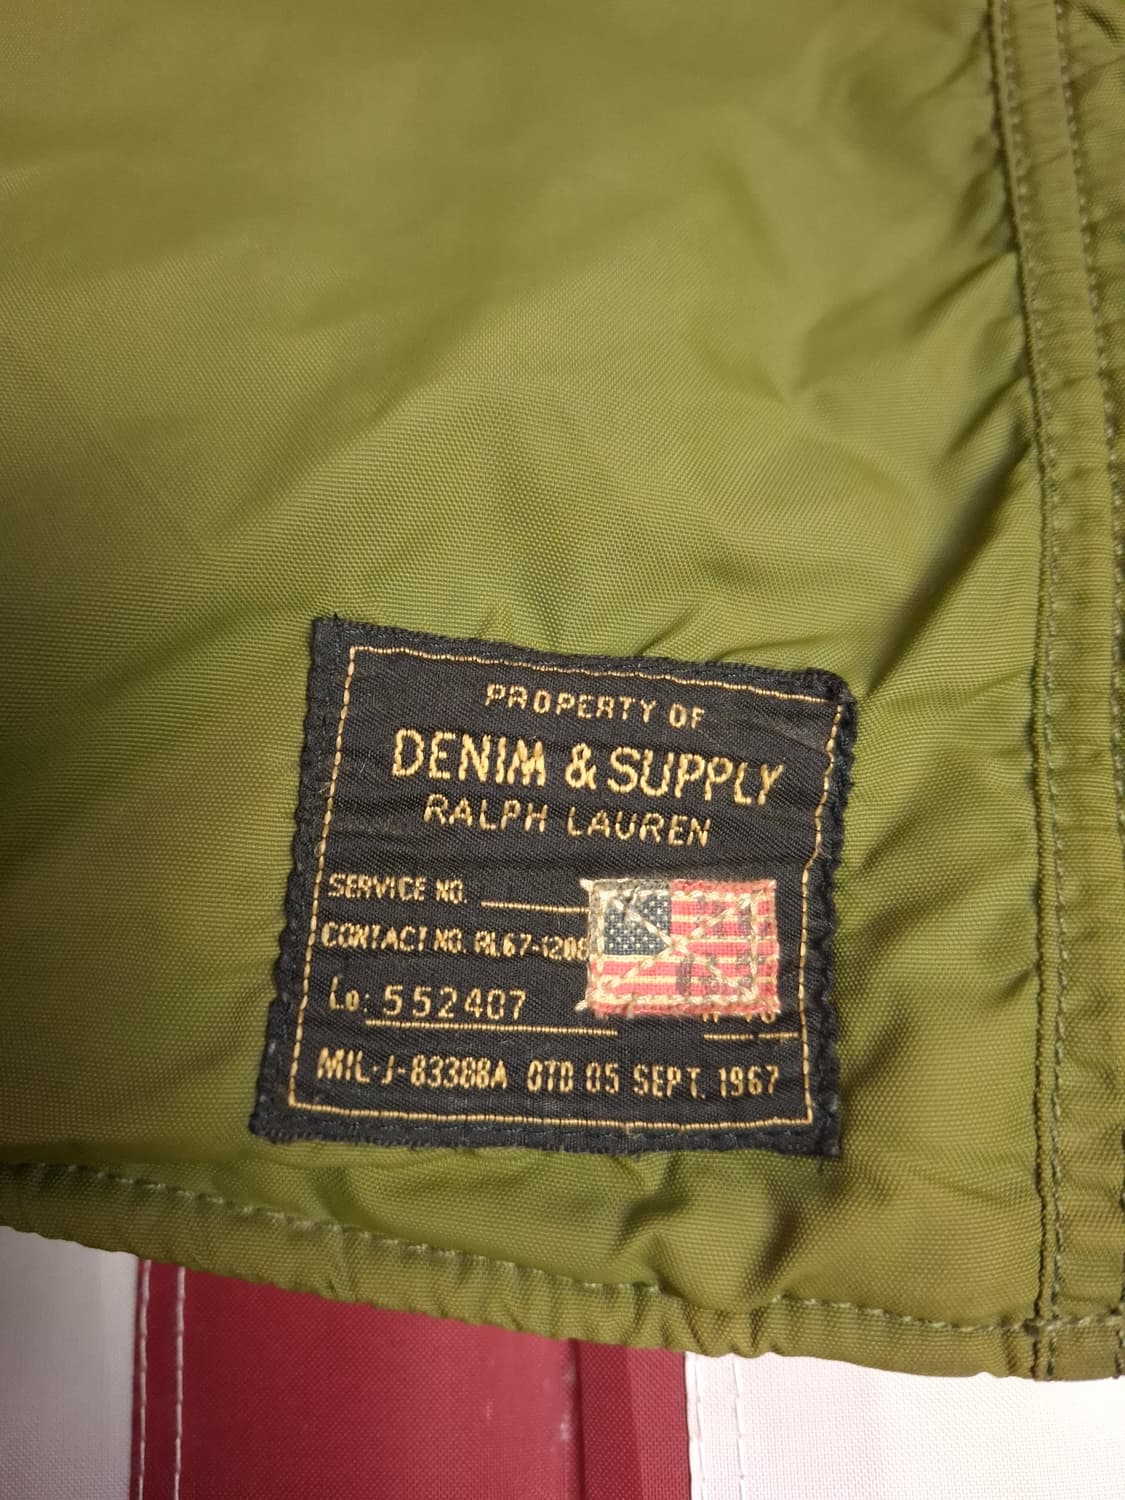 PROPERTY OF
DENIM & SUPPLY
RALPH LAUREN
SERVICE NO.
CONTACT NO. RL67-1208
Lo: 552407
MIL-J-83388A OTD 05 SEPT. 1967